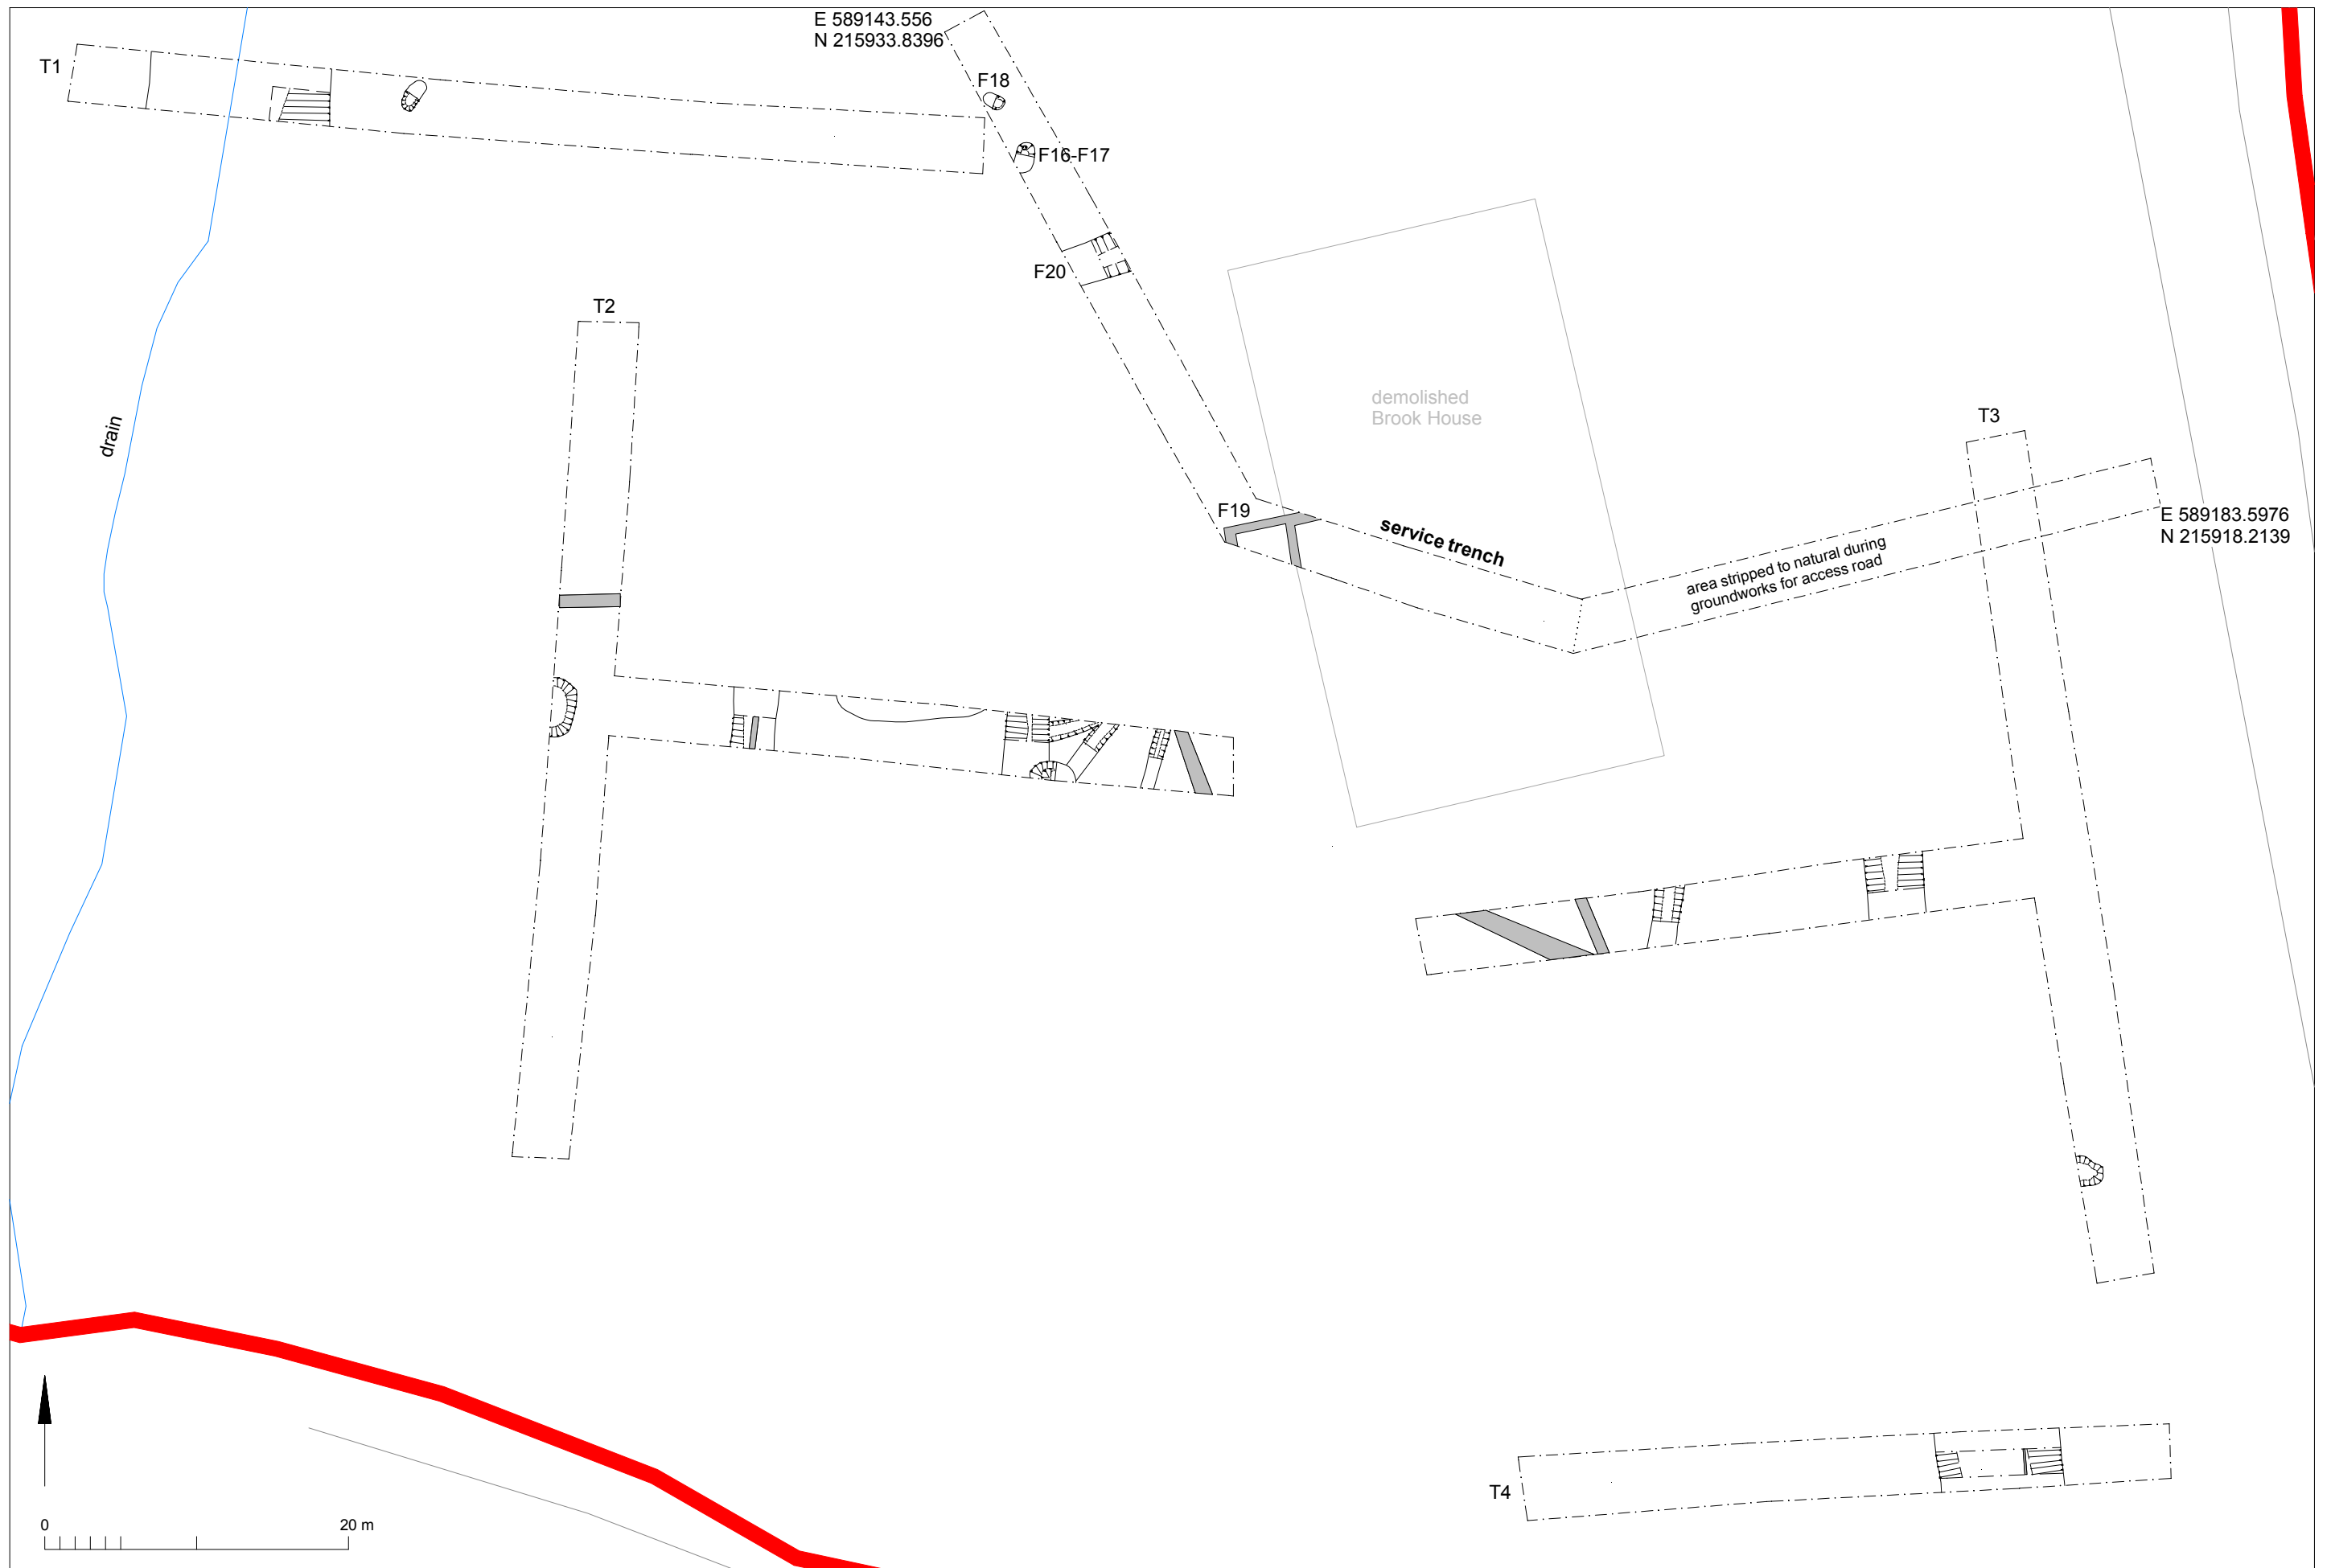 E 589143.556
N 215933.8396
T1
F18
F16-F17
F20
T2
demolished
Brook House
T3
drain
F19
service trench
E 589183.5976
N 215918.2139
area stripped to natural during
groundworks for access road
T4
0 20 m